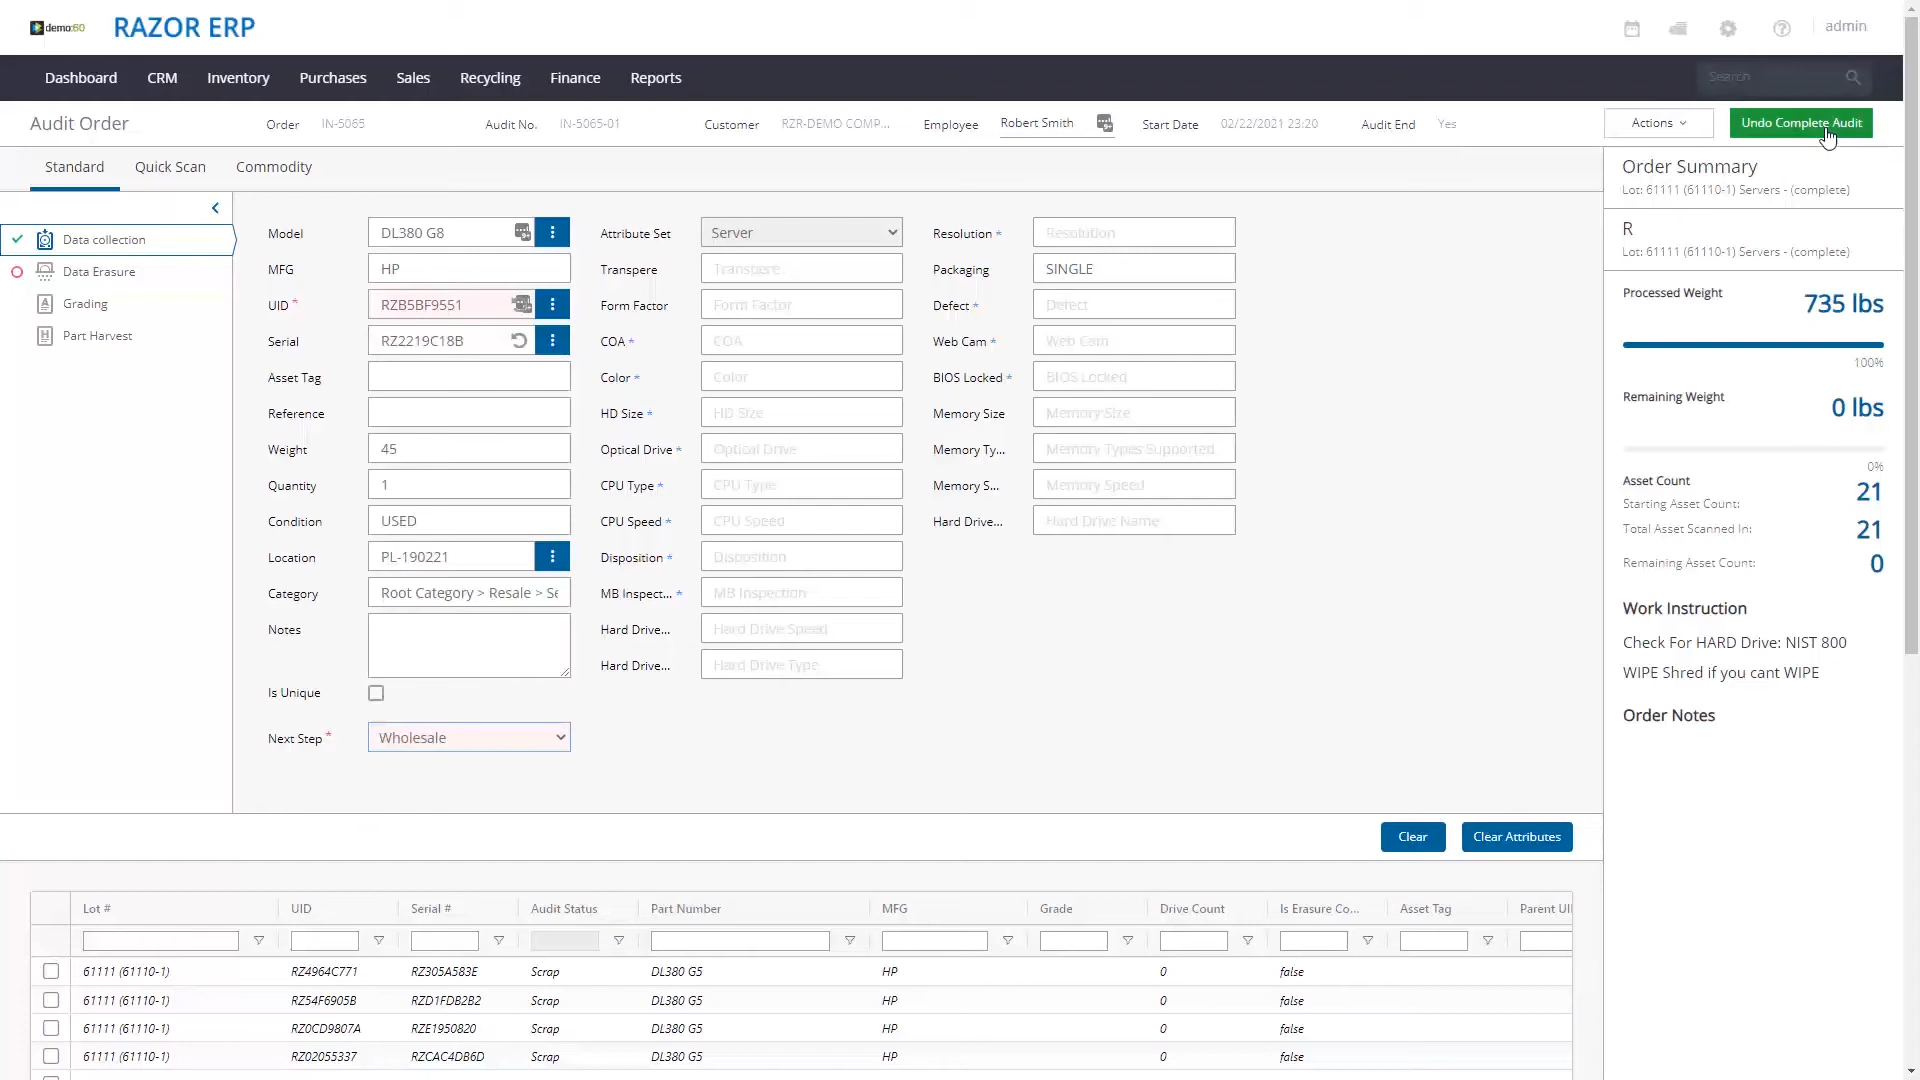 demo:60 RAZOR ERP admin
Dashboard CRM Inventory Purchases Sales Recycling Finance Reports Search
Audit Order Order IN-5065 Audit No. IN-5065-01 Customer RZR-DEMO COMP... Employee Robert Smith Start Date 02/22/2021 23:20 Audit End Yes Actions Undo Complete Audit
Standard Quick Scan Commodity
Data collection
Data Erasure
Grading
Part Harvest
Model DL380 G8
MFG HP
UID * RZB5BF9551
Serial RZ2219C18B
Asset Tag
Reference
Weight 45
Quantity 1
Condition USED
Location PL-190221
Category Root Category > Resale > Se
Notes
Is Unique
Next Step * Wholesale
Attribute Set Server
Transpere Transpere
Form Factor Form Factor
COA * COA
Color * Color
HD Size * HD Size
Optical Drive * Optical Drive
CPU Type * CPU Type
CPU Speed * CPU Speed
Disposition * Disposition
MB Inspect... * MB Inspection
Hard Drive... Hard Drive Speed
Hard Drive... Hard Drive Type
Resolution * Resolution
Packaging SINGLE
Defect * Defect
Web Cam * Web Cam
BIOS Locked * BIOS Locked
Memory Size Memory Size
Memory Ty... Memory Types Supported
Memory S... Memory Speed
Hard Drive... Hard Drive Name
Order Summary
Lot: 61111 (61110-1) Servers - (complete)
R
Lot: 61111 (61110-1) Servers - (complete)
Processed Weight 735 lbs
100%
Remaining Weight 0 lbs
0%
Asset Count
Starting Asset Count: 21
Total Asset Scanned In: 21
Remaining Asset Count: 0
Work Instruction
Check For HARD Drive: NIST 800
WIPE Shred if you cant WIPE
Order Notes
Clear Clear Attributes
Lot # UID Serial # Audit Status Part Number MFG Grade Drive Count Is Erasure Co... Asset Tag Parent UI
61111 (61110-1) RZ4964C771 RZ305A583E Scrap DL380 G5 HP 0 false
61111 (61110-1) RZ54F6905B RZD1FDB2B2 Scrap DL380 G5 HP 0 false
61111 (61110-1) RZ0CD9807A RZE1950820 Scrap DL380 G5 HP 0 false
61111 (61110-1) RZ02055337 RZCAC4DB6D Scrap DL380 G5 HP 0 false